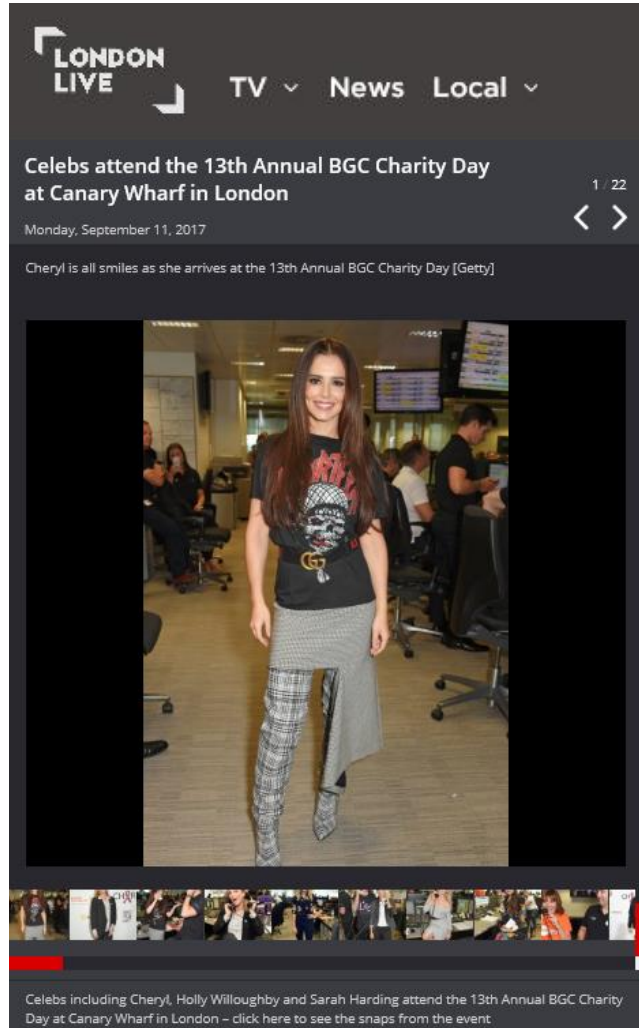 LONDON
LIVE
TV News Local
Celebs attend the 13th Annual BGC Charity Day
at Canary Wharf in London
1 / 22
Monday, September 11, 2017
Cheryl is all smiles as she arrives at the 13th Annual BGC Charity Day [Getty]
Celebs including Cheryl, Holly Willoughby and Sarah Harding attend the 13th Annual BGC Charity
Day at Canary Wharf in London – click here to see the snaps from the event